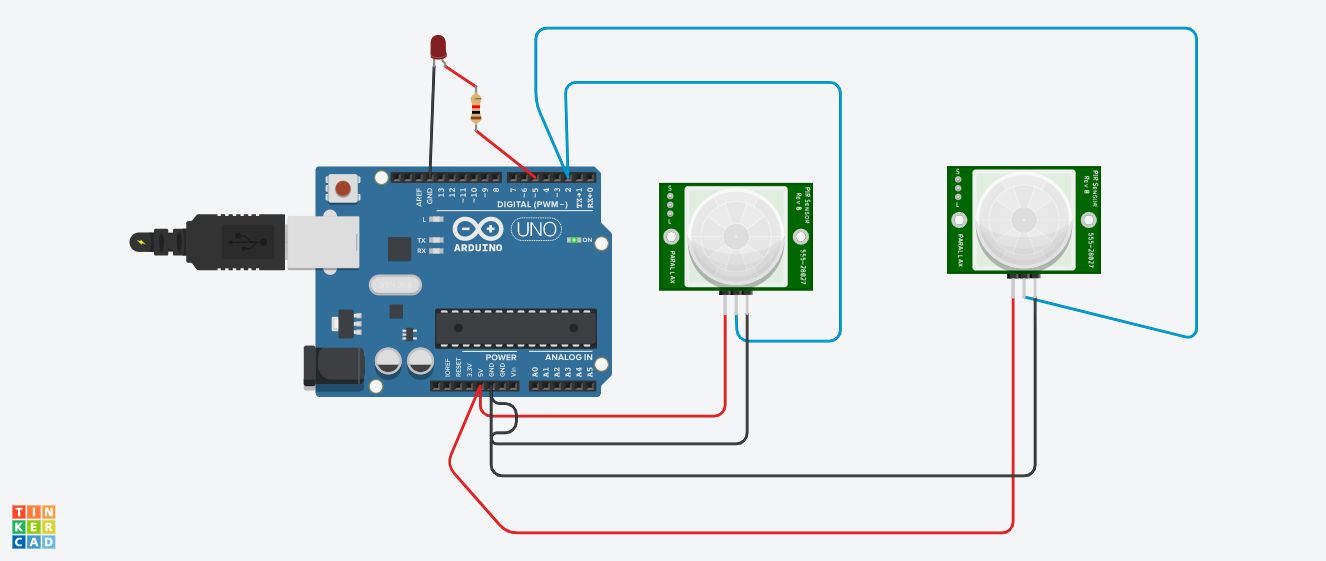 AREF
GND
13
12
~11
~10
~9
8
7
~6
~5
4
~3
2
TX→1
RX←0
DIGITAL (PWM~)
L
TX
RX
UNO
ON
ARDUINO
POWER
ANALOG IN
IOREF
RESET
3.3V
5V
GND
GND
Vin
A0
A1
A2
A3
A4
A5
S
L
PARALLAX
PIR Sensor
Rev B
555-28027
S
L
PARALLAX
PIR Sensor
Rev B
555-28027
TIN
KER
CAD